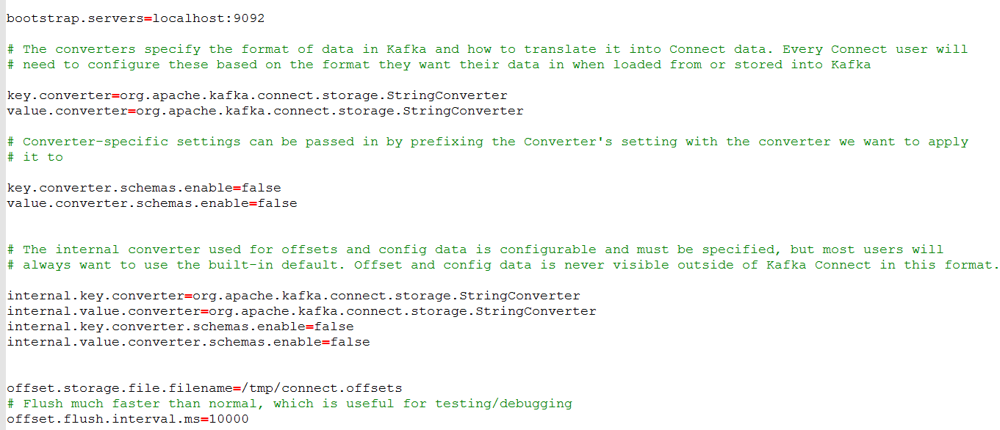 bootstrap.servers=localhost:9092
# The converters specify the format of data in Kafka and how to translate it into Connect data. Every Connect user will
# need to configure these based on the format they want their data in when loaded from or stored into Kafka
key.converter=org.apache.kafka.connect.storage.StringConverter
value.converter=org.apache.kafka.connect.storage.StringConverter
# Converter-specific settings can be passed in by prefixing the Converter's setting with the converter we want to apply
# it to
key.converter.schemas.enable=false
value.converter.schemas.enable=false
# The internal converter used for offsets and config data is configurable and must be specified, but most users will
# always want to use the built-in default. Offset and config data is never visible outside of Kafka Connect in this format.
internal.key.converter=org.apache.kafka.connect.storage.StringConverter
internal.value.converter=org.apache.kafka.connect.storage.StringConverter
internal.key.converter.schemas.enable=false
internal.value.converter.schemas.enable=false
offset.storage.file.filename=/tmp/connect.offsets
# Flush much faster than normal, which is useful for testing/debugging
offset.flush.interval.ms=10000